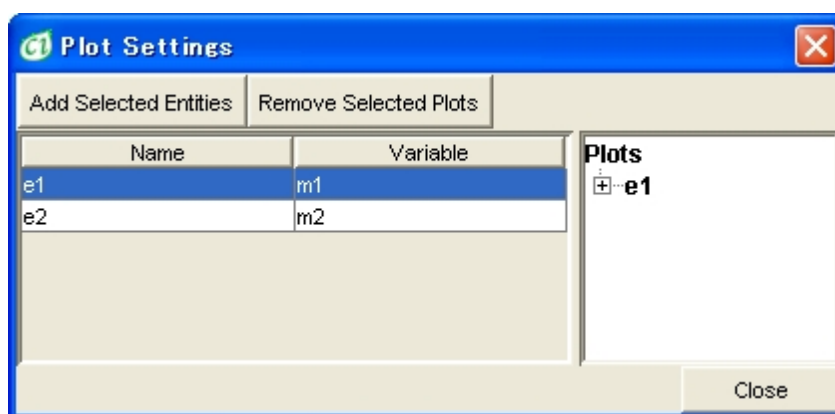 Plot Settings
Add Selected Entities Remove Selected Plots
Name Variable
e1 m1
e2 m2
Plots
e1
Close